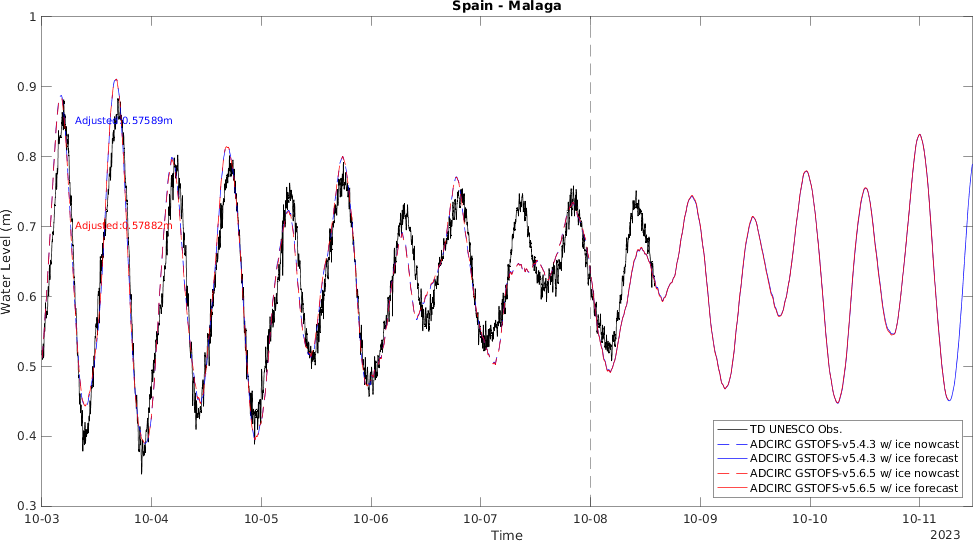 Spain - Malaga
1
0.9
0.8
0.7
0.6
0.5
0.4
0.3
Water Level (m)
Adjusted:0.57589m
Adjusted:0.57882m
TD UNESCO Obs.
ADCIRC GSTOFS-v5.4.3 w/ ice nowcast
ADCIRC GSTOFS-v5.4.3 w/ ice forecast
ADCIRC GSTOFS-v5.6.5 w/ ice nowcast
ADCIRC GSTOFS-v5.6.5 w/ ice forecast
10-03 10-04 10-05 10-06 10-07 10-08 10-09 10-10 10-11
Time
2023